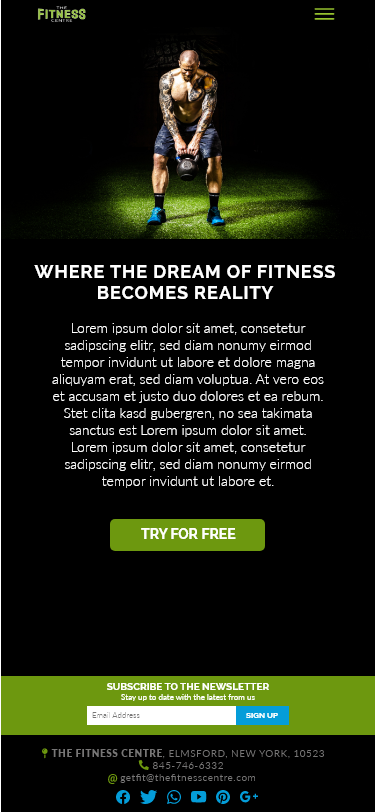 THE
FITNESS
CENTRE
WHERE THE DREAM OF FITNESS
BECOMES REALITY
Lorem ipsum dolor sit amet, consetetur
sadipscing elitr, sed diam nonumy eirmod
tempor invidunt ut labore et dolore magna
aliquyam erat, sed diam voluptua. At vero eos
et accusam et justo duo dolores et ea rebum.
Stet clita kasd gubergren, no sea takimata
sanctus est Lorem ipsum dolor sit amet.
Lorem ipsum dolor sit amet, consetetur
sadipscing elitr, sed diam nonumy eirmod
tempor invidunt ut labore et.
TRY FOR FREE
SUBSCRIBE TO THE NEWSLETTER
Stay up to date with the latest from us
Email Address
SIGN UP
THE FITNESS CENTRE, ELMSFORD, NEW YORK, 10523
845-746-6332
@ getfit@thefitnesscentre.com
G+